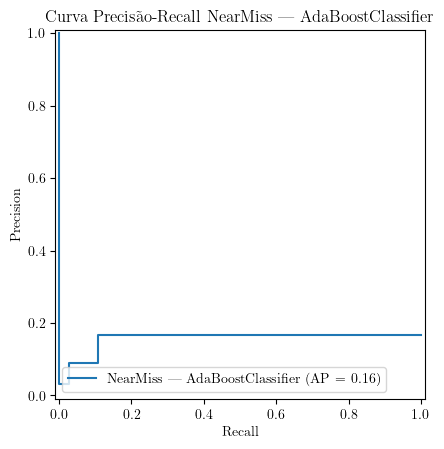 Curva Precisão-Recall NearMiss — AdaBoostClassifier
1.0
0.8
0.6
0.4
0.2
0.0
Precision
NearMiss — AdaBoostClassifier (AP = 0.16)
0.0 0.2 0.4 0.6 0.8 1.0
Recall